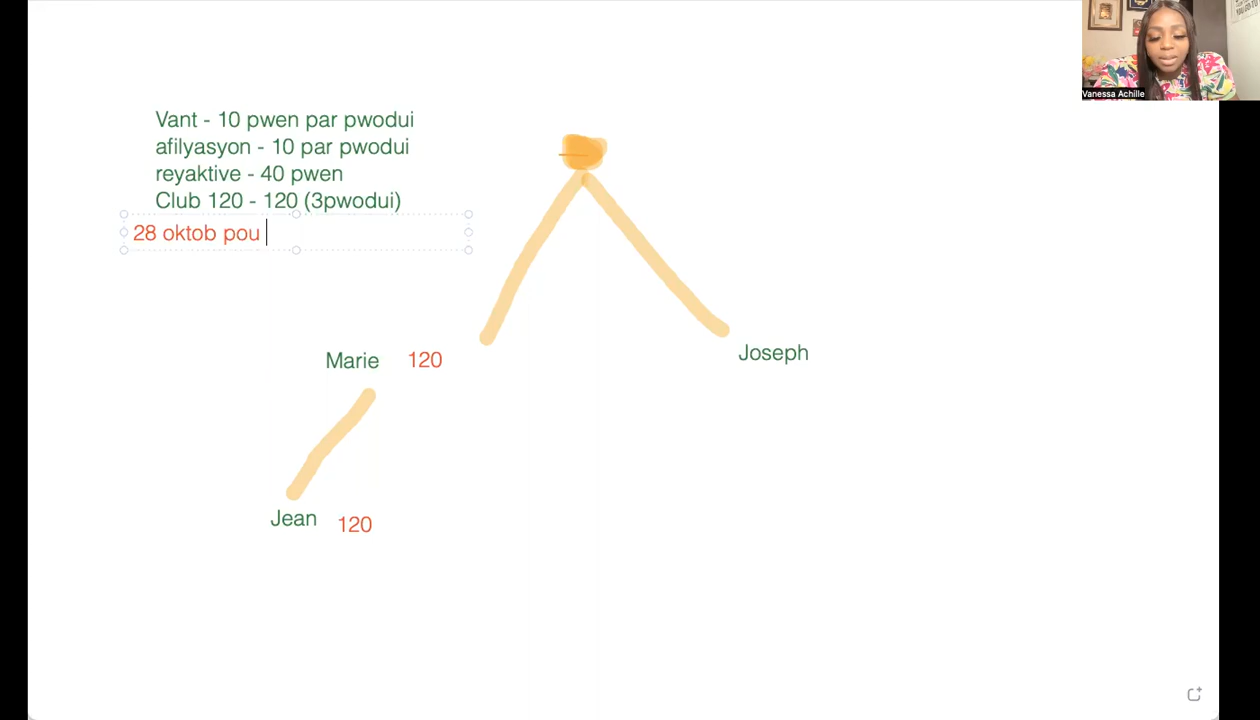 Vant - 10 pwen par pwodui
afilyasyon - 10 par pwodui
reyaktive - 40 pwen
Club 120 - 120 (3pwodui)
28 oktob pou
Marie 120
Joseph
Jean 120
Vanessa Achille